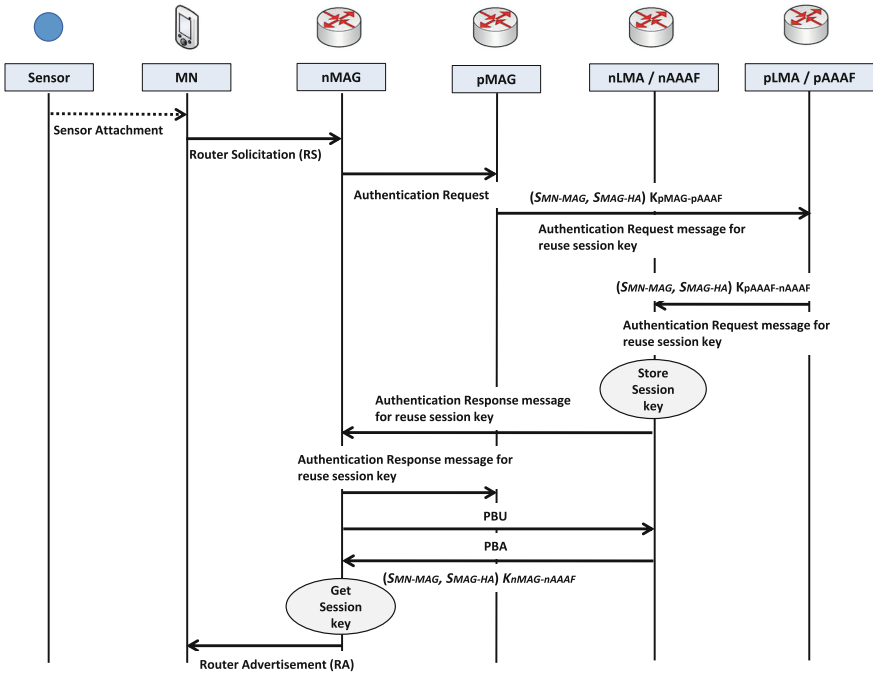 Sensor
MN
nMAG
pMAG
nLMA / nAAAF
pLMA / pAAAF
Sensor Attachment
Router Solicitation (RS)
Authentication Request
(SMN-MAG, SMAG-HA) KpMAG-pAAAF
Authentication Request message for
reuse session key
(SMN-MAG, SMAG-HA) KpAAAF-nAAAF
Authentication Request message for
reuse session key
Store
Session
key
Authentication Response message
for reuse session key
Authentication Response message for
reuse session key
PBU
PBA
(SMN-MAG, SMAG-HA) KnMAG-nAAAF
Get
Session
key
Router Advertisement (RA)